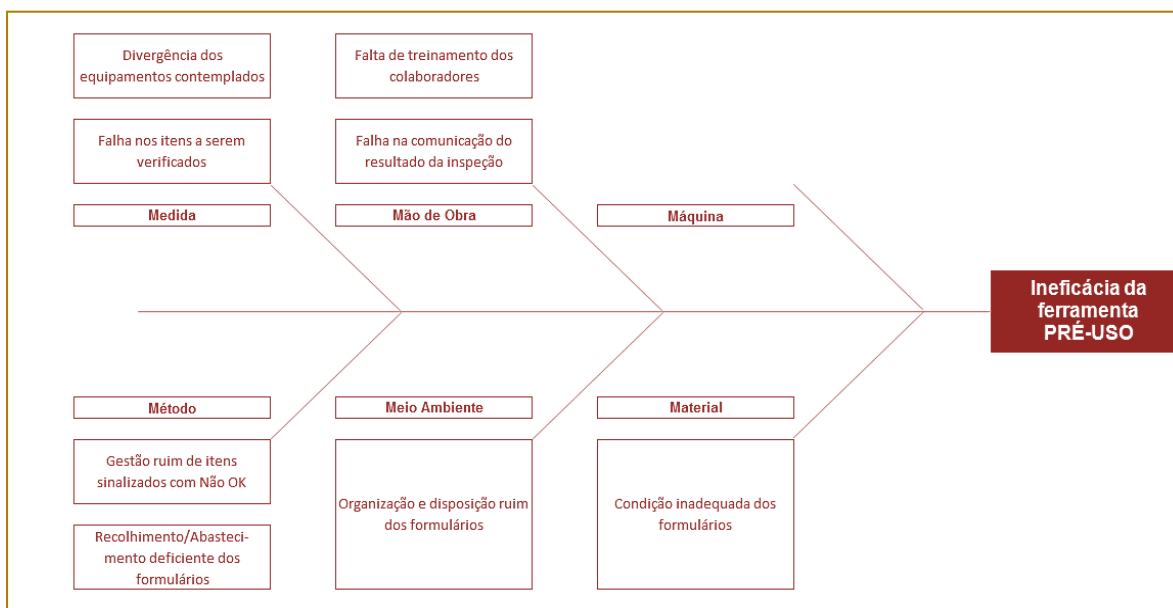 Divergência dos
equipamentos contemplados
Falta de treinamento dos
colaboradores
Falha nos itens a serem
verificados
Falha na comunicação do
resultado da inspeção
Medida
Mão de Obra
Máquina
Ineficácia da
ferramenta
PRÉ-USO
Método
Meio Ambiente
Material
Gestão ruim de itens
sinalizados com Não OK
Recolhimento/Abasteci-
mento deficiente dos
formulários
Organização e disposição ruim
dos formulários
Condição inadequada dos
formulários